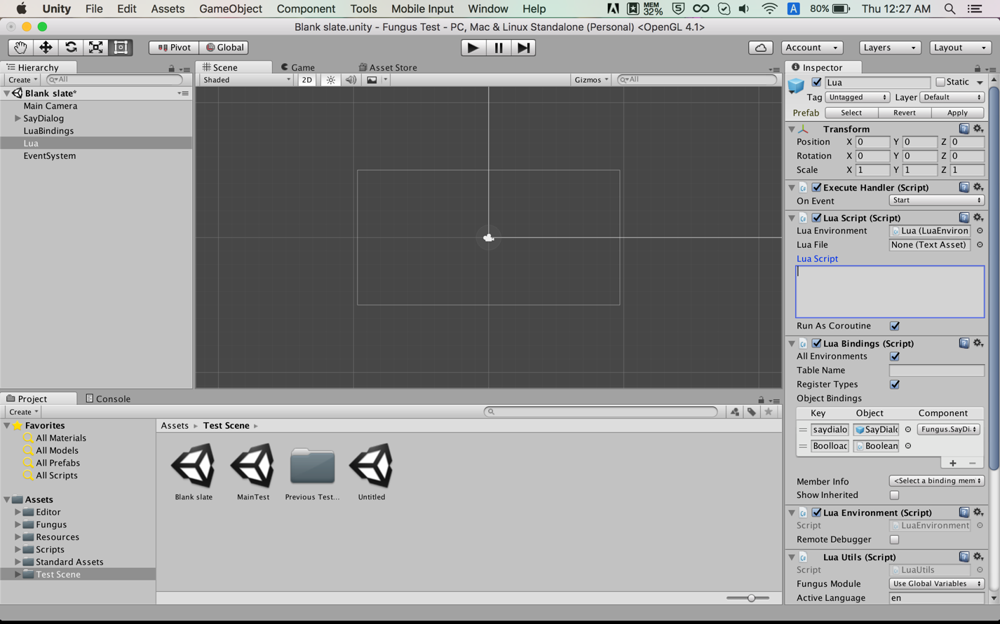 Unity File Edit Assets GameObject Component Tools Mobile Input Window Help MEM 32% 5 A 80% Thu 12:27 AM
Blank slate.unity - Fungus Test - PC, Mac & Linux Standalone (Personal) <OpenGL 4.1>
Pivot Global Account Layers Layout
Hierarchy
Create All
Blank slate*
Main Camera
SayDialog
LuaBindings
Lua
EventSystem
Scene Game Asset Store
Shaded 2D Gizmos All
Inspector
Lua Static
Tag Untagged Layer Default
Prefab Select Revert Apply
Transform
Position X 0 Y 0 Z 0
Rotation X 0 Y 0 Z 0
Scale X 1 Y 1 Z 1
Execute Handler (Script)
On Event Start
Lua Script (Script)
Lua Environment Lua (LuaEnviron
Lua File None (Text Asset)
Lua Script
Run As Coroutine
Lua Bindings (Script)
All Environments
Table Name
Register Types
Object Bindings
Key Object Component
saydialo SayDialo Fungus.SayDi
Boolloac Boolean
+ −
Member Info <Select a binding mem
Show Inherited
Lua Environment (Script)
Script LuaEnvironment
Remote Debugger
Lua Utils (Script)
Script LuaUtils
Fungus Module Use Global Variables
Active Language en
Project Console
Create
Favorites
All Materials
All Models
All Prefabs
All Scripts
Assets
Editor
Fungus
Resources
Scripts
Standard Assets
Test Scene
Assets Test Scene
Blank slate MainTest Previous Test... Untitled